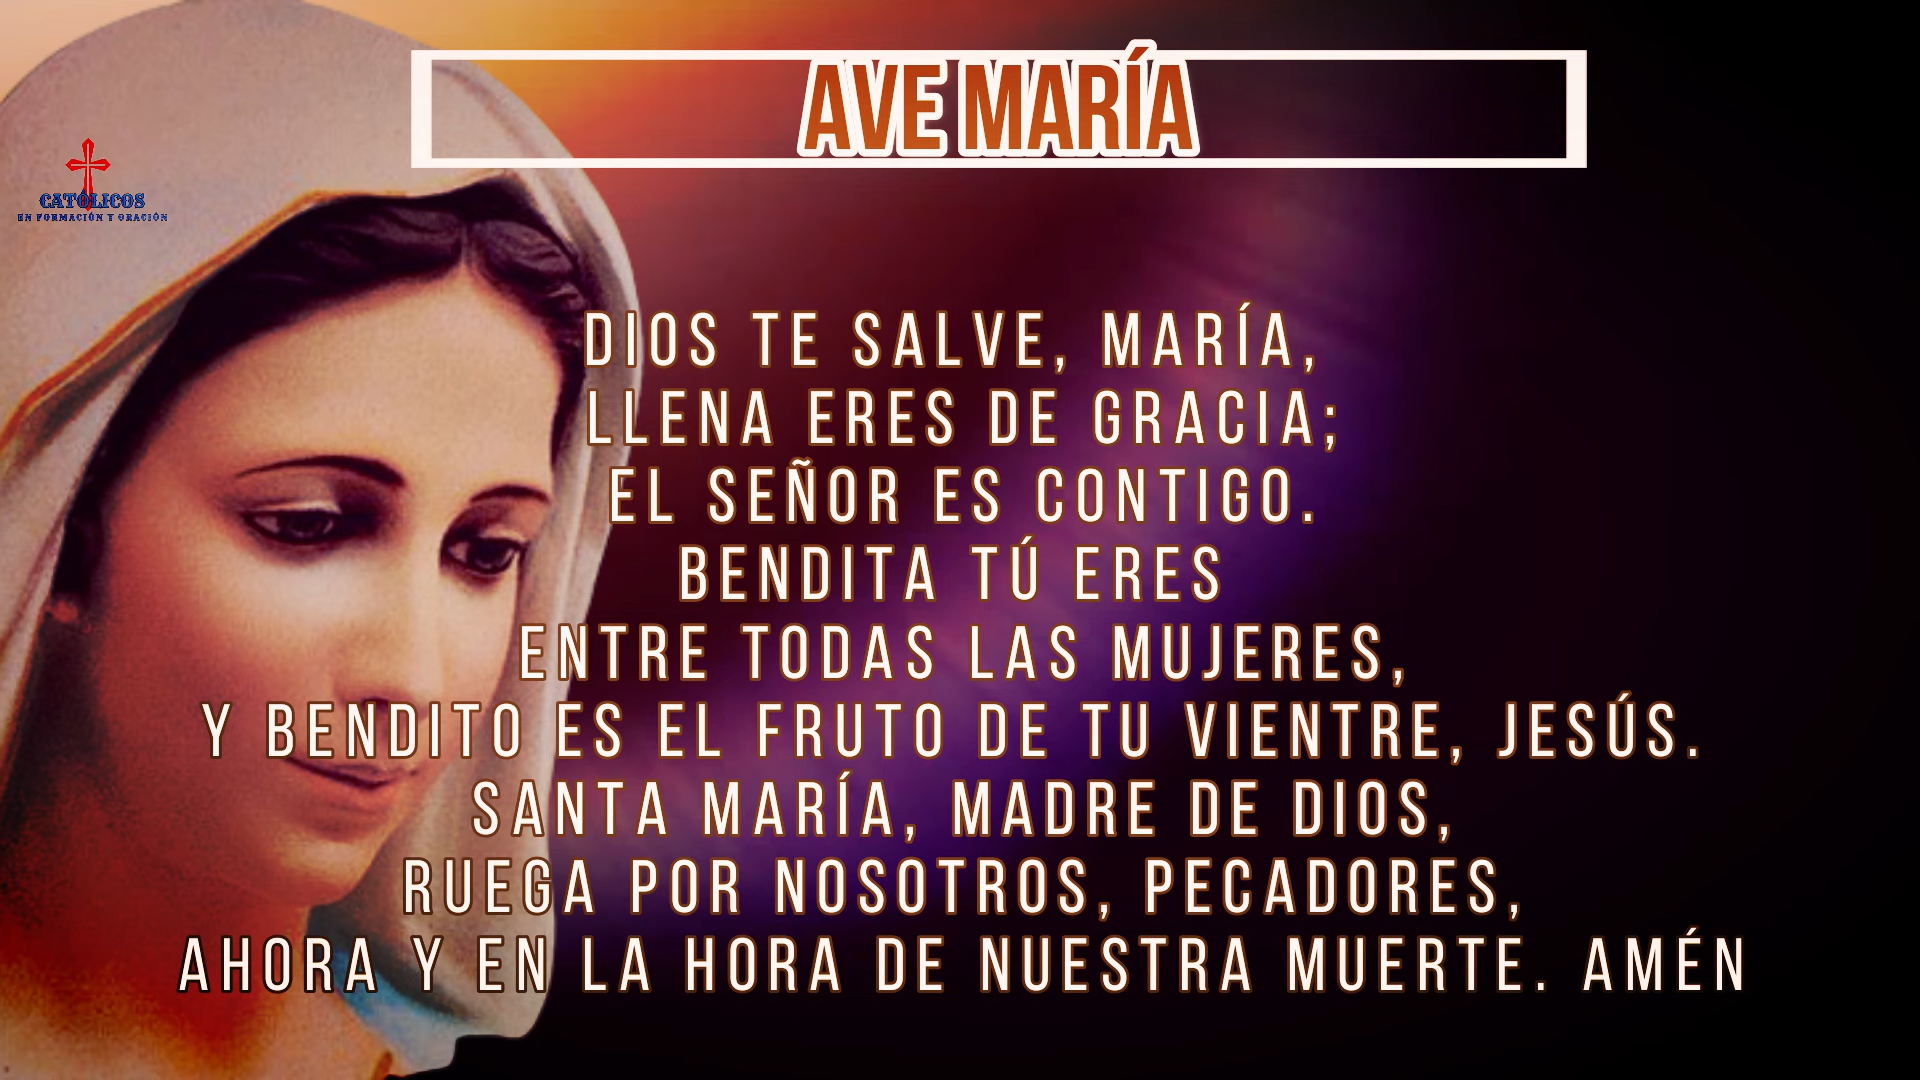 AVE MARÍA
CATÓLICOS
EN FORMACIÓN Y ORACIÓN
DIOS TE SALVE, MARÍA,
LLENA ERES DE GRACIA;
EL SEÑOR ES CONTIGO.
BENDITA TÚ ERES
ENTRE TODAS LAS MUJERES,
Y BENDITO ES EL FRUTO DE TU VIENTRE, JESÚS.
SANTA MARÍA, MADRE DE DIOS,
RUEGA POR NOSOTROS, PECADORES,
AHORA Y EN LA HORA DE NUESTRA MUERTE. AMÉN